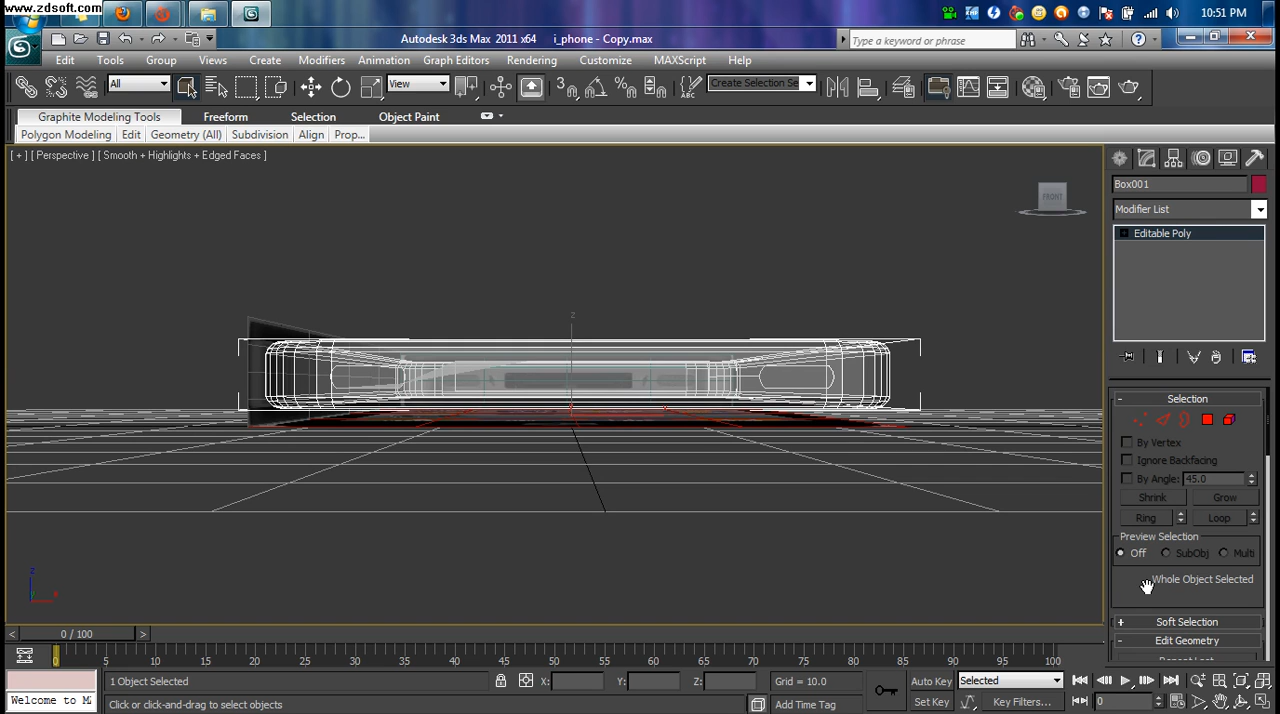 www.zdsoft.com
10:51 PM
Autodesk 3ds Max 2011 x64 i_phone - Copy.max
Type a keyword or phrase
Edit Tools Group Views Create Modifiers Animation Graph Editors Rendering Customize MAXScript Help
All View Create Selection Se
Graphite Modeling Tools Freeform Selection Object Paint
Polygon Modeling Edit Geometry (All) Subdivision Align Prop...
[ + ] [ Perspective ] [ Smooth + Highlights + Edged Faces ]
FRONT
Box001
Modifier List
Editable Poly
z
Selection
By Vertex
Ignore Backfacing
By Angle: 45.0
Shrink Grow
Ring Loop
Preview Selection
Off SubObj Multi
Whole Object Selected
Soft Selection
Edit Geometry
z
x
< 0 / 100 >
0 5 10 15 20 25 30 35 40 45 50 55 60 65 70 75 80 85 90 95 100
1 Object Selected X: Y: Z: Grid = 10.0 Auto Key Selected
Welcome to M
Click or click-and-drag to select objects Add Time Tag Set Key Key Filters... 0